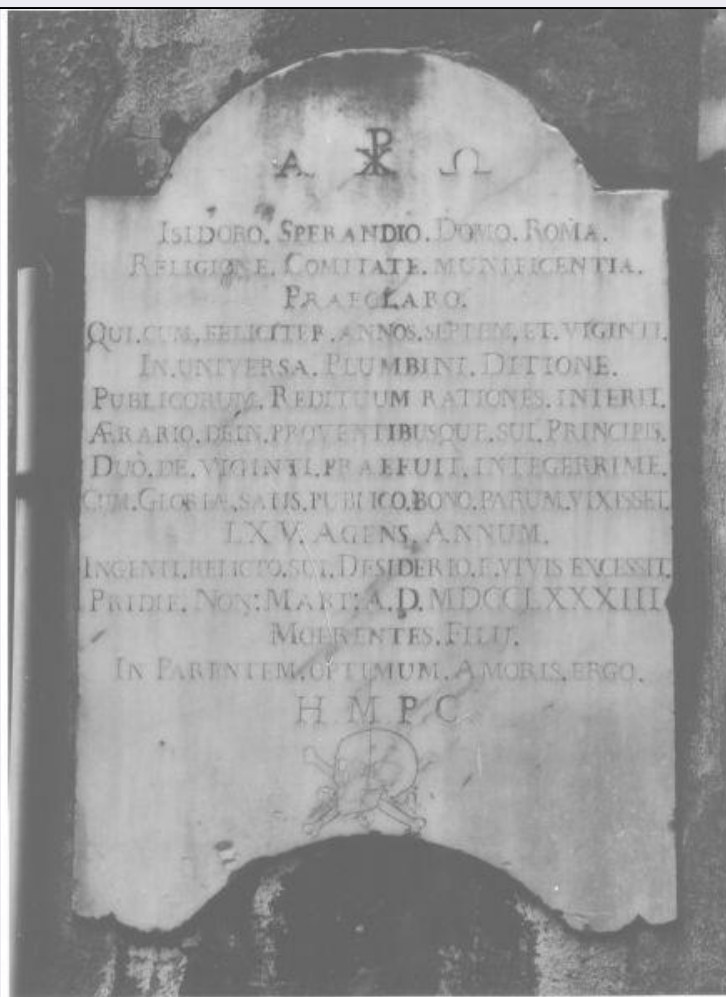 A ☧ Ω
ISIDORO. SPERANDIO. DOMO. ROMA.
RELIGIONE. COMITATE. MUNIFICENTIA.
PRAECLARO.
QUI. CUM. FELICITER. ANNOS. SEPTEM. ET. VIGINTI.
IN. UNIVERSA. PLUMBINI. DITIONE.
PUBLICORUM. REDITUUM RATIONES. INIERIT.
ÆRARIO. DEIN. PROVENTIBUSQUE. SUI. PRINCIPIS.
DUO. DE. VIGINTI. PRAEFUIT. INTEGERRIME.
CUM. GLORIÆ. SATIS. PUBLICO. BONO. PARUM. VIXISSET.
LXV. AGENS. ANNUM.
INGENTI. RELICTO. SUI. DESIDERIO. E. VIVIS EXCESSIT.
PRIDIE. NON: MART: A. D. MDCCLXXXIII
MOERENTES. FILII.
IN PARENTEM. OPTIMUM. AMORIS. ERGO.
H M P C